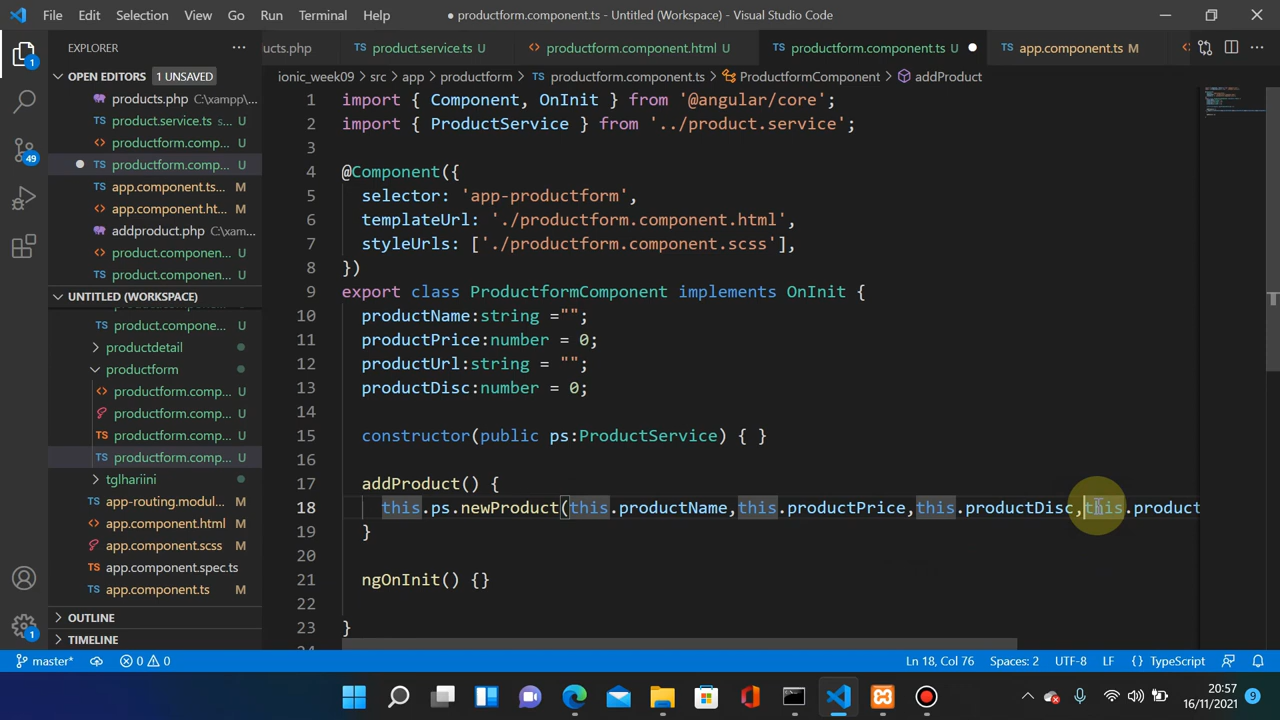 File Edit Selection View Go Run Terminal Help
● productform.component.ts - Untitled (Workspace) - Visual Studio Code
EXPLORER
OPEN EDITORS 1 UNSAVED
products.php C:\xampp\...
product.service.ts s... U
productform.comp... U
productform.comp... U
app.component.ts... M
app.component.ht... M
addproduct.php C:\xam...
product.componen... U
product.componen... U
UNTITLED (WORKSPACE)
product.compone... U
productdetail
productform
productform.comp... U
productform.comp... U
productform.comp... U
productform.comp... U
tglhariini
app-routing.modul... M
app.component.html M
app.component.scss M
app.component.spec.ts
app.component.ts M
OUTLINE
TIMELINE
ucts.php TS product.service.ts U productform.component.html U TS productform.component.ts U TS app.component.ts M
ionic_week09 > src > app > productform > TS productform.component.ts > ProductformComponent > addProduct
1 import { Component, OnInit } from '@angular/core';
2 import { ProductService } from '../product.service';
3
4 @Component({
5 selector: 'app-productform',
6 templateUrl: './productform.component.html',
7 styleUrls: ['./productform.component.scss'],
8 })
9 export class ProductformComponent implements OnInit {
10 productName:string ="";
11 productPrice:number = 0;
12 productUrl:string = "";
13 productDisc:number = 0;
14
15 constructor(public ps:ProductService) { }
16
17 addProduct() {
18 this.ps.newProduct(this.productName,this.productPrice,this.productDisc,this.product
19 }
20
21 ngOnInit() {}
22
23 }
24
master* 0 0 Ln 18, Col 76 Spaces: 2 UTF-8 LF {} TypeScript
20:57
16/11/2021
9